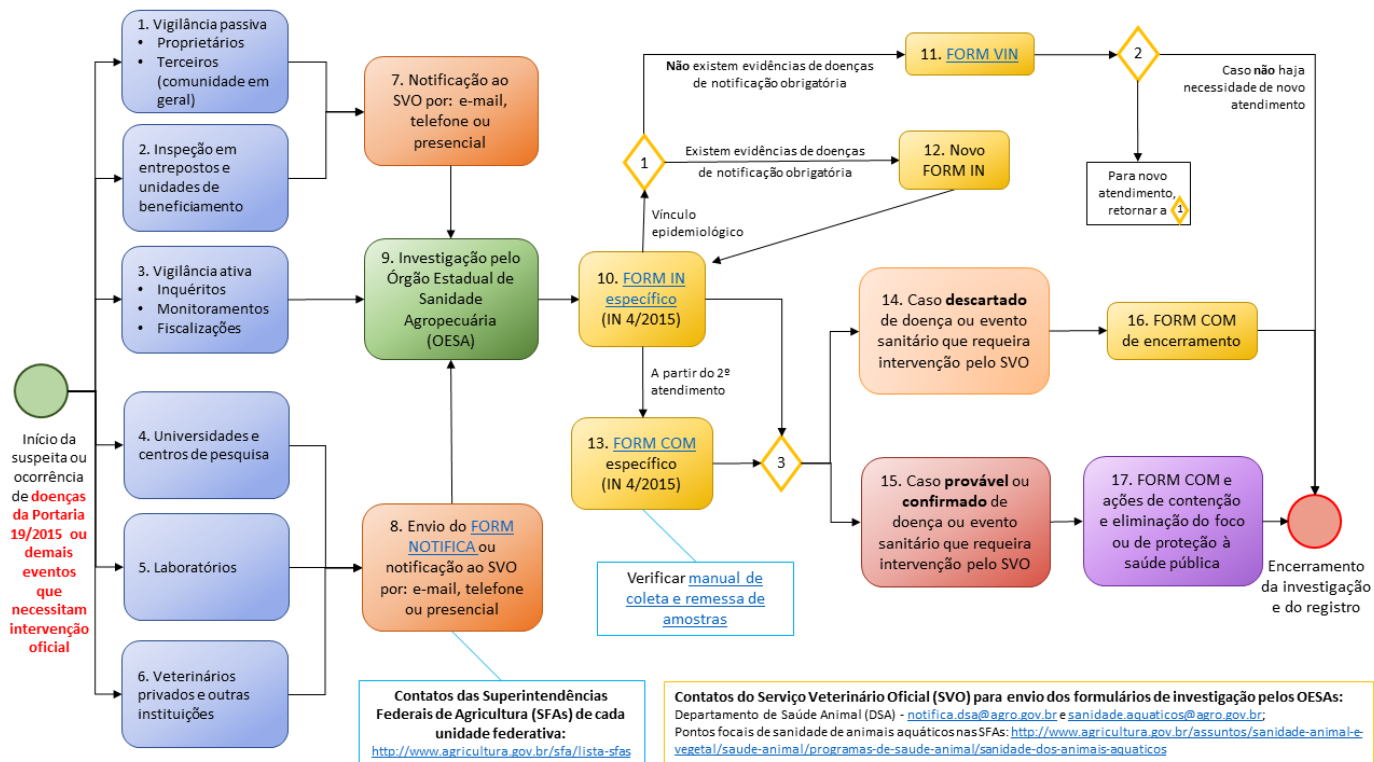 1. Vigilância passiva
• Proprietários
• Terceiros
(comunidade em
geral)
2. Inspeção em
entrepostos e
unidades de
beneficiamento
3. Vigilância ativa
• Inquéritos
• Monitoramentos
• Fiscalizações
Início da
suspeita ou
ocorrência
de doenças
da Portaria
19/2015 ou
demais
eventos
que
necessitam
intervenção
oficial
4. Universidades e
centros de pesquisa
5. Laboratórios
6. Veterinários
privados e outras
instituições
7. Notificação ao
SVO por: e-mail,
telefone ou
presencial
9. Investigação pelo
Órgão Estadual de
Sanidade
Agropecuária
(OESA)
8. Envio do FORM
NOTIFICA ou
notificação ao SVO
por: e-mail, telefone
ou presencial
Contatos das Superintendências
Federais de Agricultura (SFAs) de cada
unidade federativa:
http://www.agricultura.gov.br/sfa/lista-sfas
10. FORM IN
específico
(IN 4/2015)
Vínculo
epidemiológico
1
Não existem evidências de doenças
de notificação obrigatória
Existem evidências de doenças
de notificação obrigatória
11. FORM VIN
12. Novo
FORM IN
2
Caso não haja
necessidade de novo
atendimento
Para novo
atendimento,
retornar a 1
A partir do 2º
atendimento
13. FORM COM
específico
(IN 4/2015)
3
Verificar manual de
coleta e remessa de
amostras
14. Caso descartado
de doença ou evento
sanitário que requeira
intervenção pelo SVO
16. FORM COM
de encerramento
15. Caso provável ou
confirmado de
doença ou evento
sanitário que requeira
intervenção pelo SVO
17. FORM COM e
ações de contenção
e eliminação do foco
ou de proteção à
saúde pública
Encerramento
da investigação
e do registro
Contatos do Serviço Veterinário Oficial (SVO) para envio dos formulários de investigação pelos OESAs:
Departamento de Saúde Animal (DSA) - notifica.dsa@agro.gov.br e sanidade.aquaticos@agro.gov.br;
Pontos focais de sanidade de animais aquáticos nas SFAs: http://www.agricultura.gov.br/assuntos/sanidade-animal-e-
vegetal/saude-animal/programas-de-saude-animal/sanidade-dos-animais-aquaticos